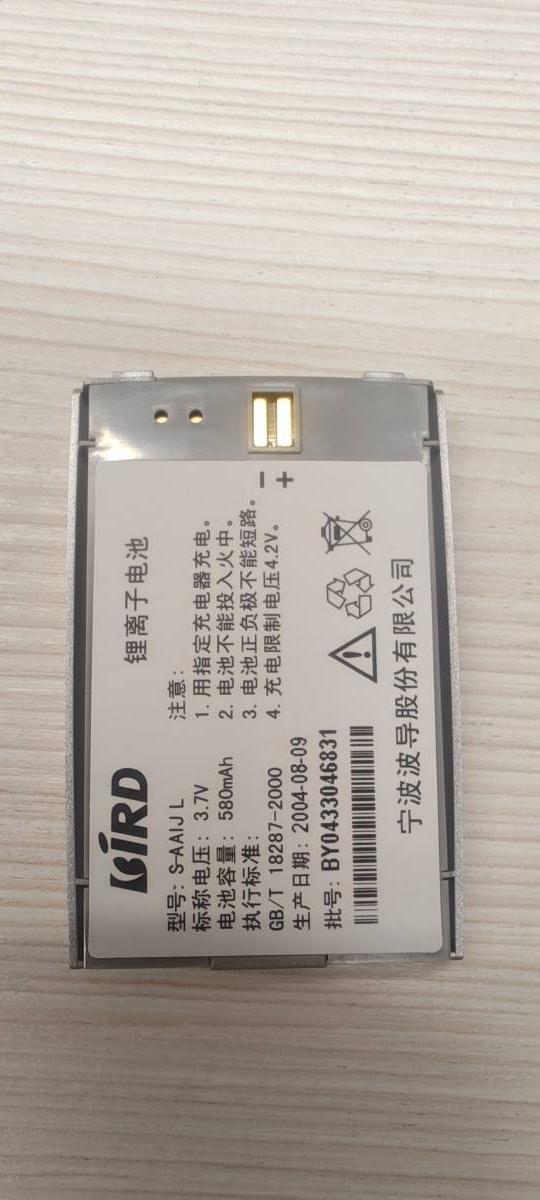 BiRD
锂离子电池
型号: S-AAIJ L
标称电压: 3.7V
电池容量: 580mAh
执行标准:
GB/T 18287-2000
生产日期: 2004-08-09
批号: BY0433046831
注意:
1. 用指定充电器充电。
2. 电池不能投入火中。
3. 电池正负极不能短路。
4. 充电限制电压4.2V。
− +
宁波波导股份有限公司